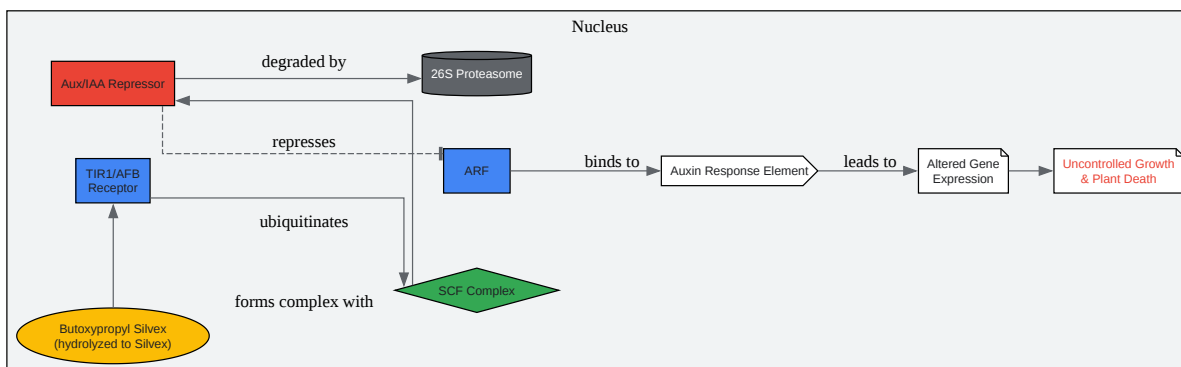 Nucleus
degraded by
Aux/IAA Repressor
26S Proteasome
represses
TIR1/AFB
Receptor
ARF
binds to
Auxin Response Element
leads to
Altered Gene
Expression
Uncontrolled Growth
& Plant Death
ubiquitinates
forms complex with
SCF Complex
Butoxypropyl Silvex
(hydrolyzed to Silvex)